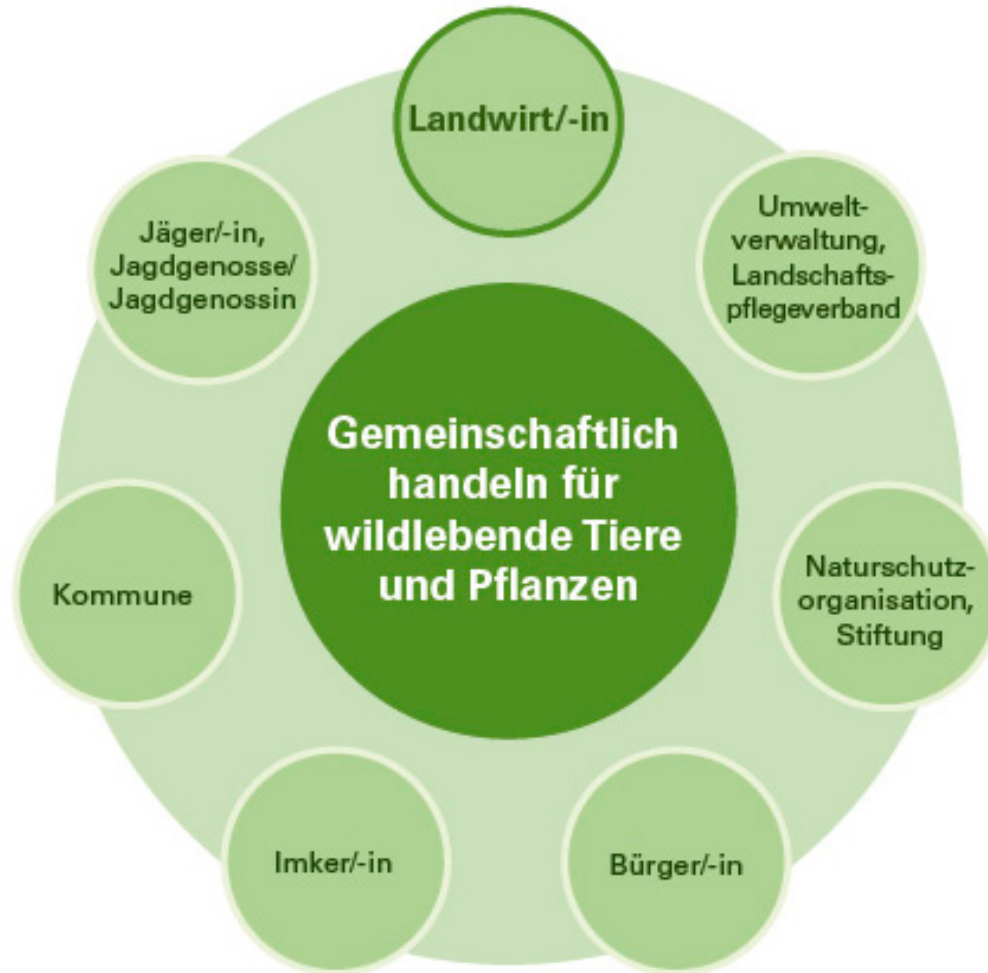 Landwirt/-in
Umwelt-
verwaltung,
Landschafts-
pflegeverband
Jäger/-in,
Jagdgenosse/
Jagdgenossin
Gemeinschaftlich
handeln für
wildlebende Tiere
und Pflanzen
Kommune
Naturschutz-
organisation,
Stiftung
Imker/-in
Bürger/-in